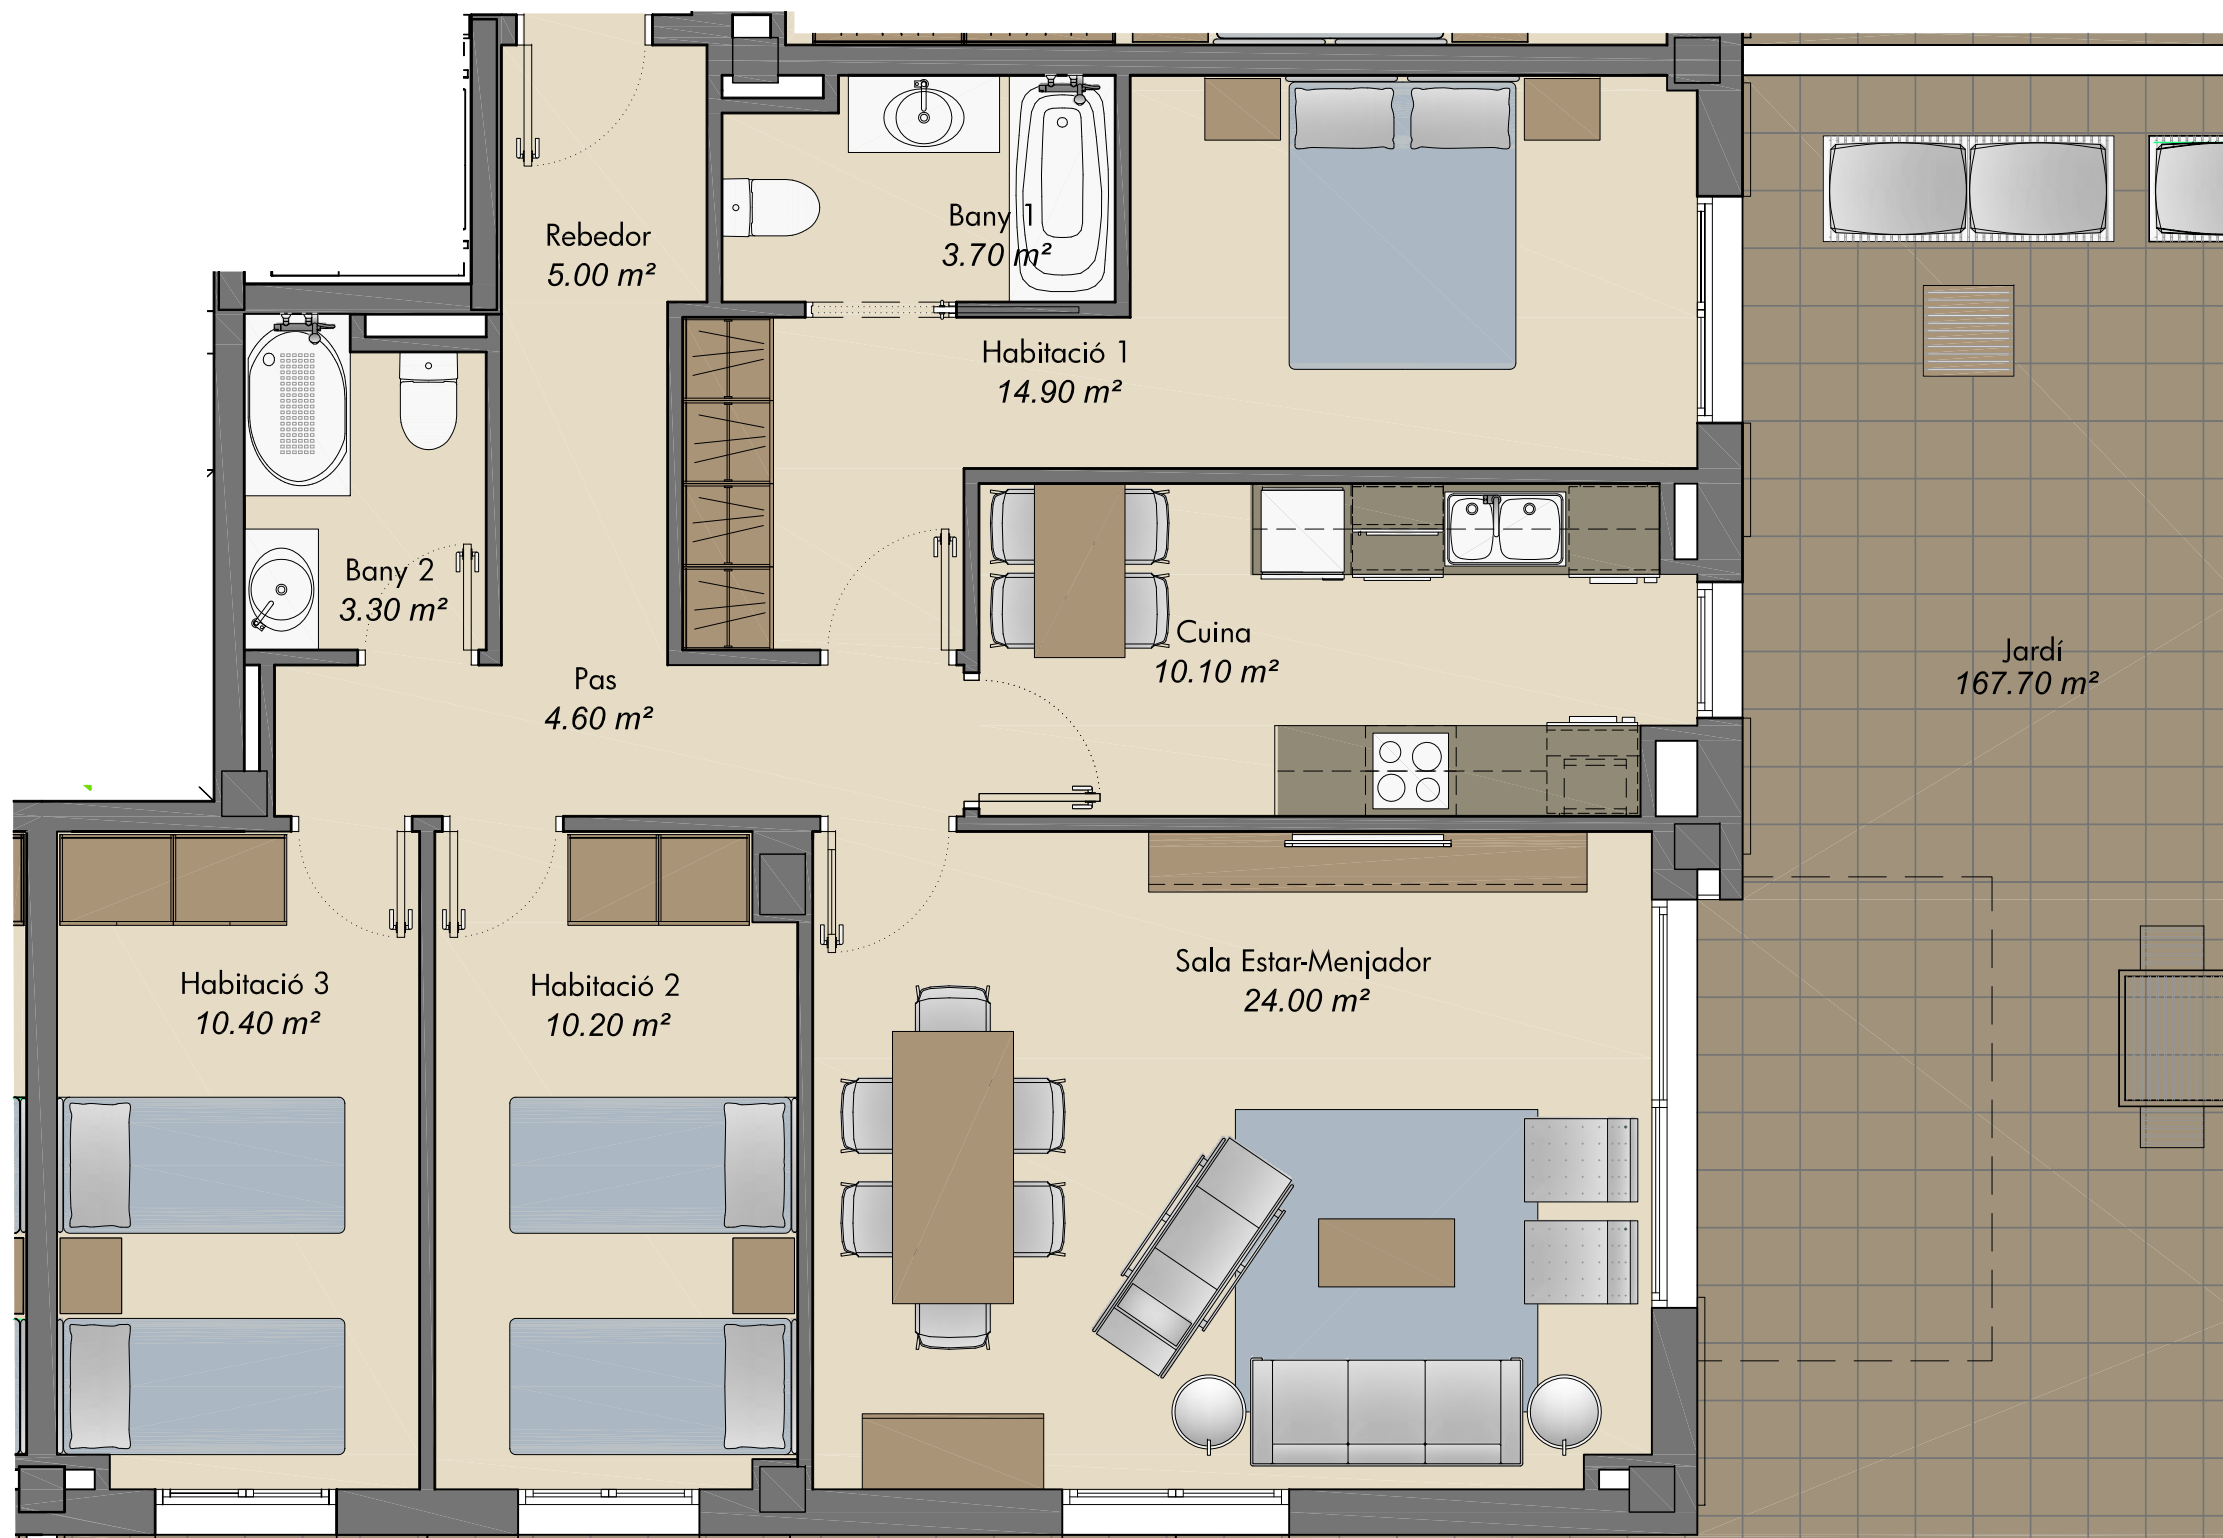 Rebedor
5.00 m²
Bany 1
3.70 m²
Habitació 1
14.90 m²
Bany 2
3.30 m²
Cuina
10.10 m²
Jardí
167.70 m²
Pas
4.60 m²
Sala Estar-Menjador
24.00 m²
Habitació 3
10.40 m²
Habitació 2
10.20 m²